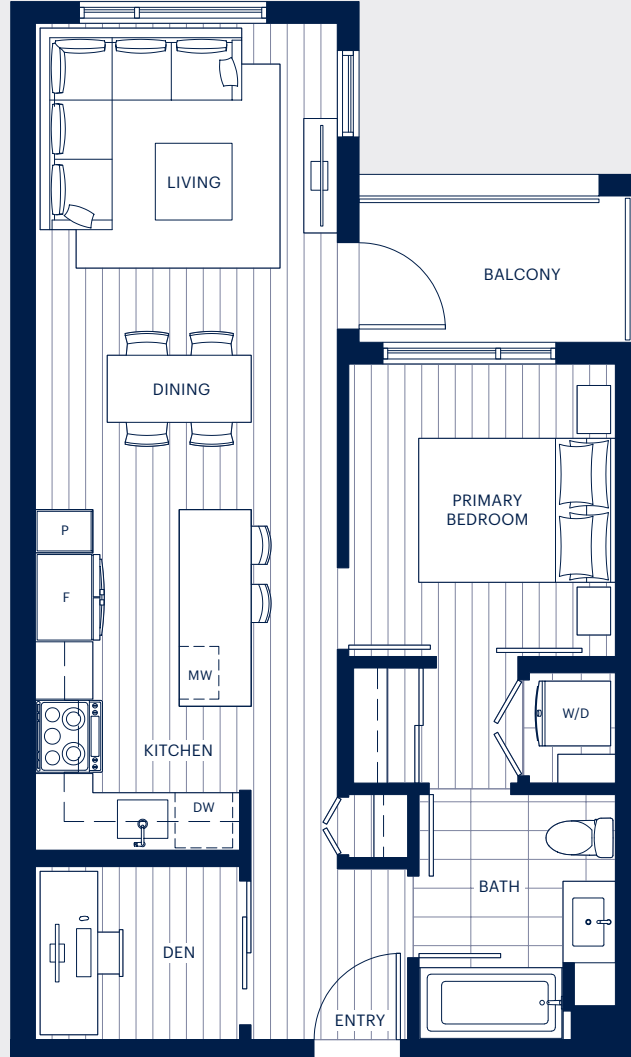 LIVING
BALCONY
DINING
PRIMARY
BEDROOM
P
F
MW
W/D
KITCHEN
DW
BATH
DEN
ENTRY